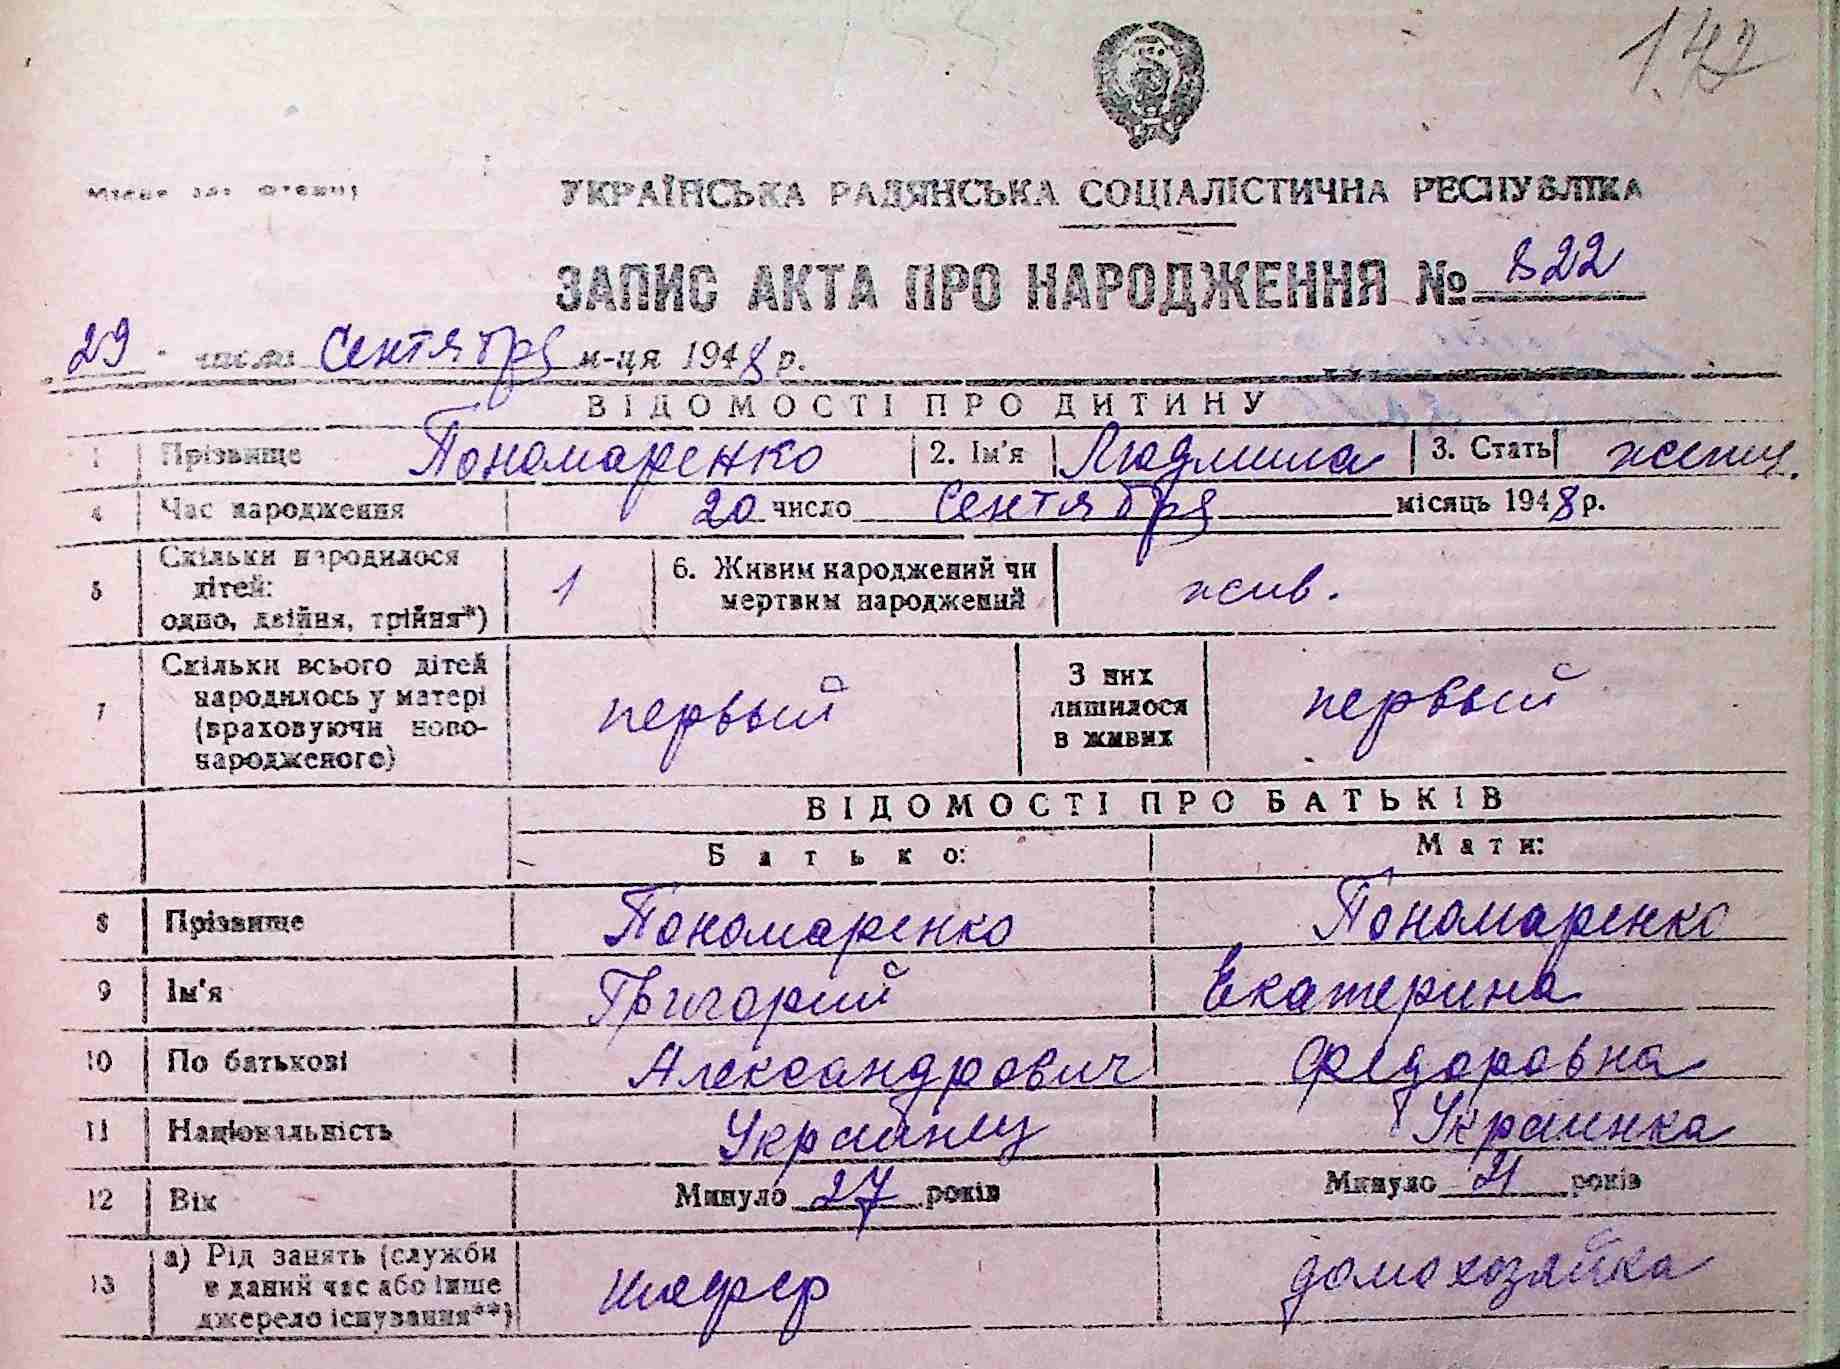 142
Місце для
УКРАЇНСЬКА РАДЯНСЬКА СОЦІАЛІСТИЧНА РЕСПУБЛІКА
ЗАПИС АКТА ПРО НАРОДЖЕННЯ № 822
29 числа Сентября м-ця 1948 р.
ВІДОМОСТІ ПРО ДИТИНУ
1 Прізвище Пономаренко 2. Ім'я Людмила 3. Стать женщ.
4 Час народження 20 число Сентября місяць 1948 р.
5 Скільки народилося дітей: одно, двійня, трійня*) 1 6. Живим народжений чи мертвим народжений жив.
7 Скільки всього дітей народилось у матері (враховуючи новонародженого) первый З них лишилося в живих первый
ВІДОМОСТІ ПРО БАТЬКІВ
Батько: Мати:
8 Прізвище Пономаренко Пономаренко
9 Ім'я Григорий Екатерина
10 По батькові Александрович Федоровна
11 Національність Украинец Украинка
12 Вік Минуло 27 років Минуло 21 років
13 а) Рід занять (служби в даний час або інше джерело існування**) шофер домохозяйка